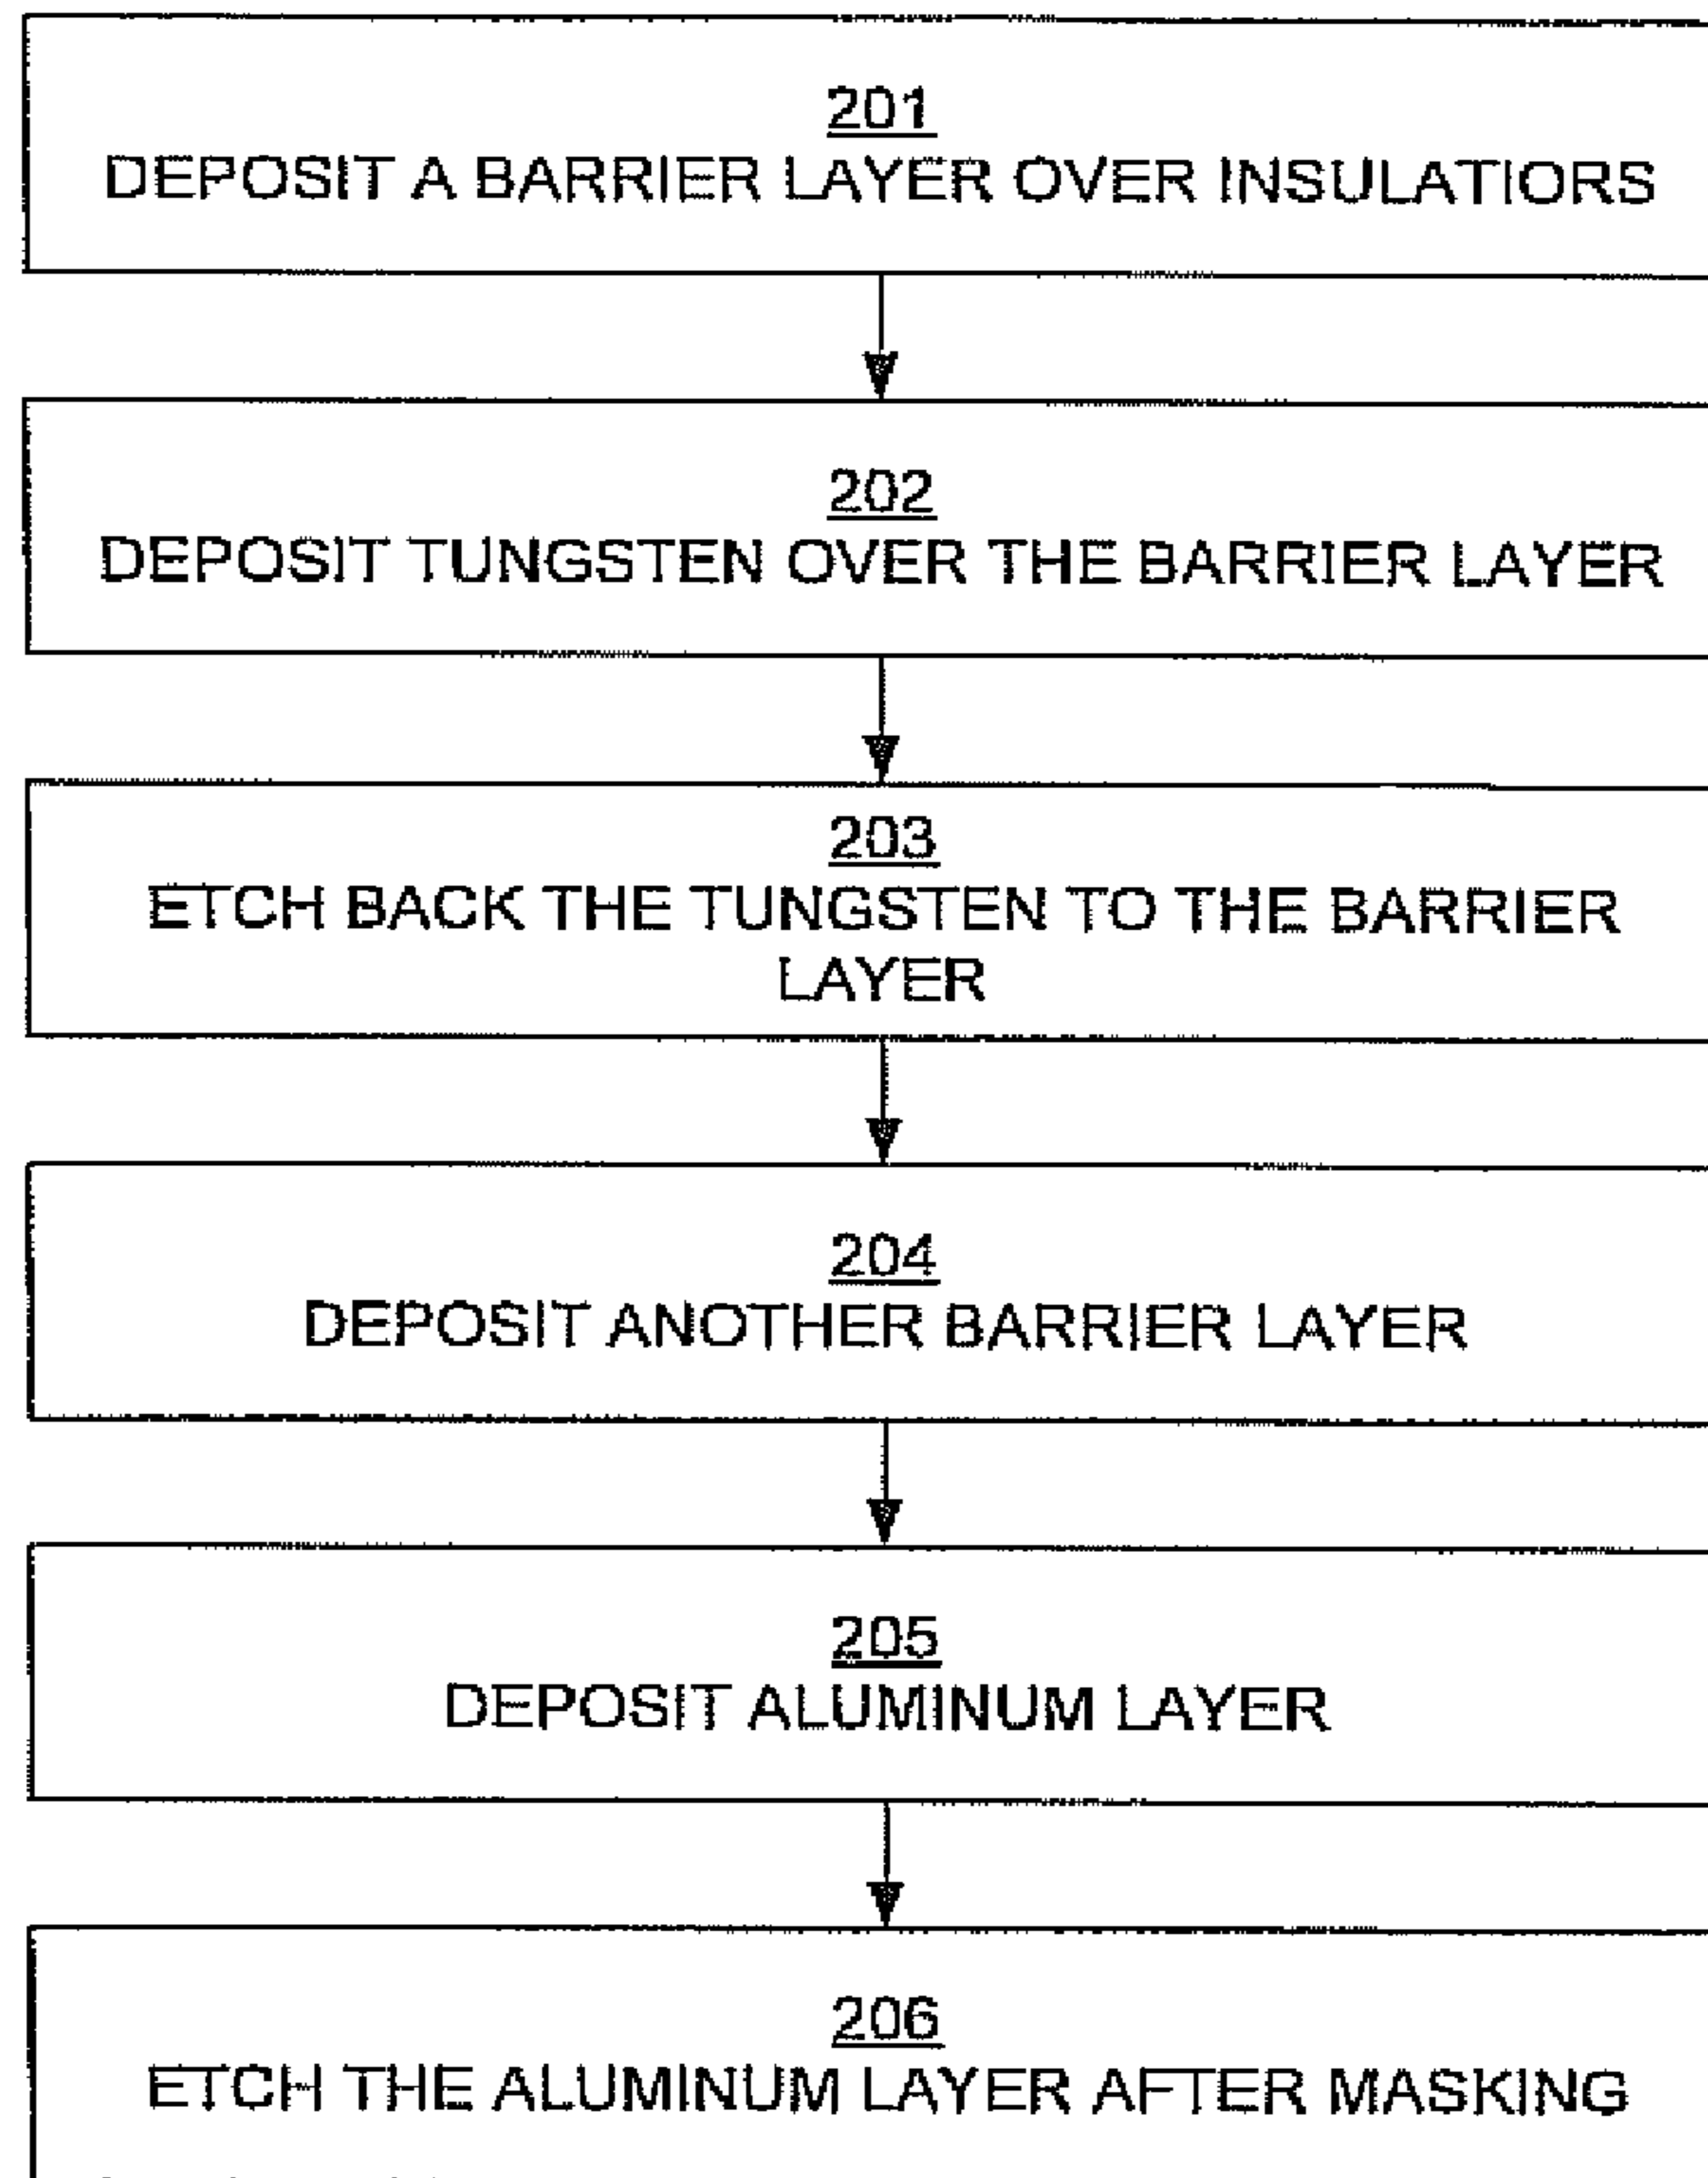 201
DEPOSIT A BARRIER LAYER OVER INSULATIORS
202
DEPOSIT TUNGSTEN OVER THE BARRIER LAYER
203
ETCH BACK THE TUNGSTEN TO THE BARRIER
LAYER
204
DEPOSIT ANOTHER BARRIER LAYER
205
DEPOSIT ALUMINUM LAYER
206
ETCH THE ALUMINUM LAYER AFTER MASKING